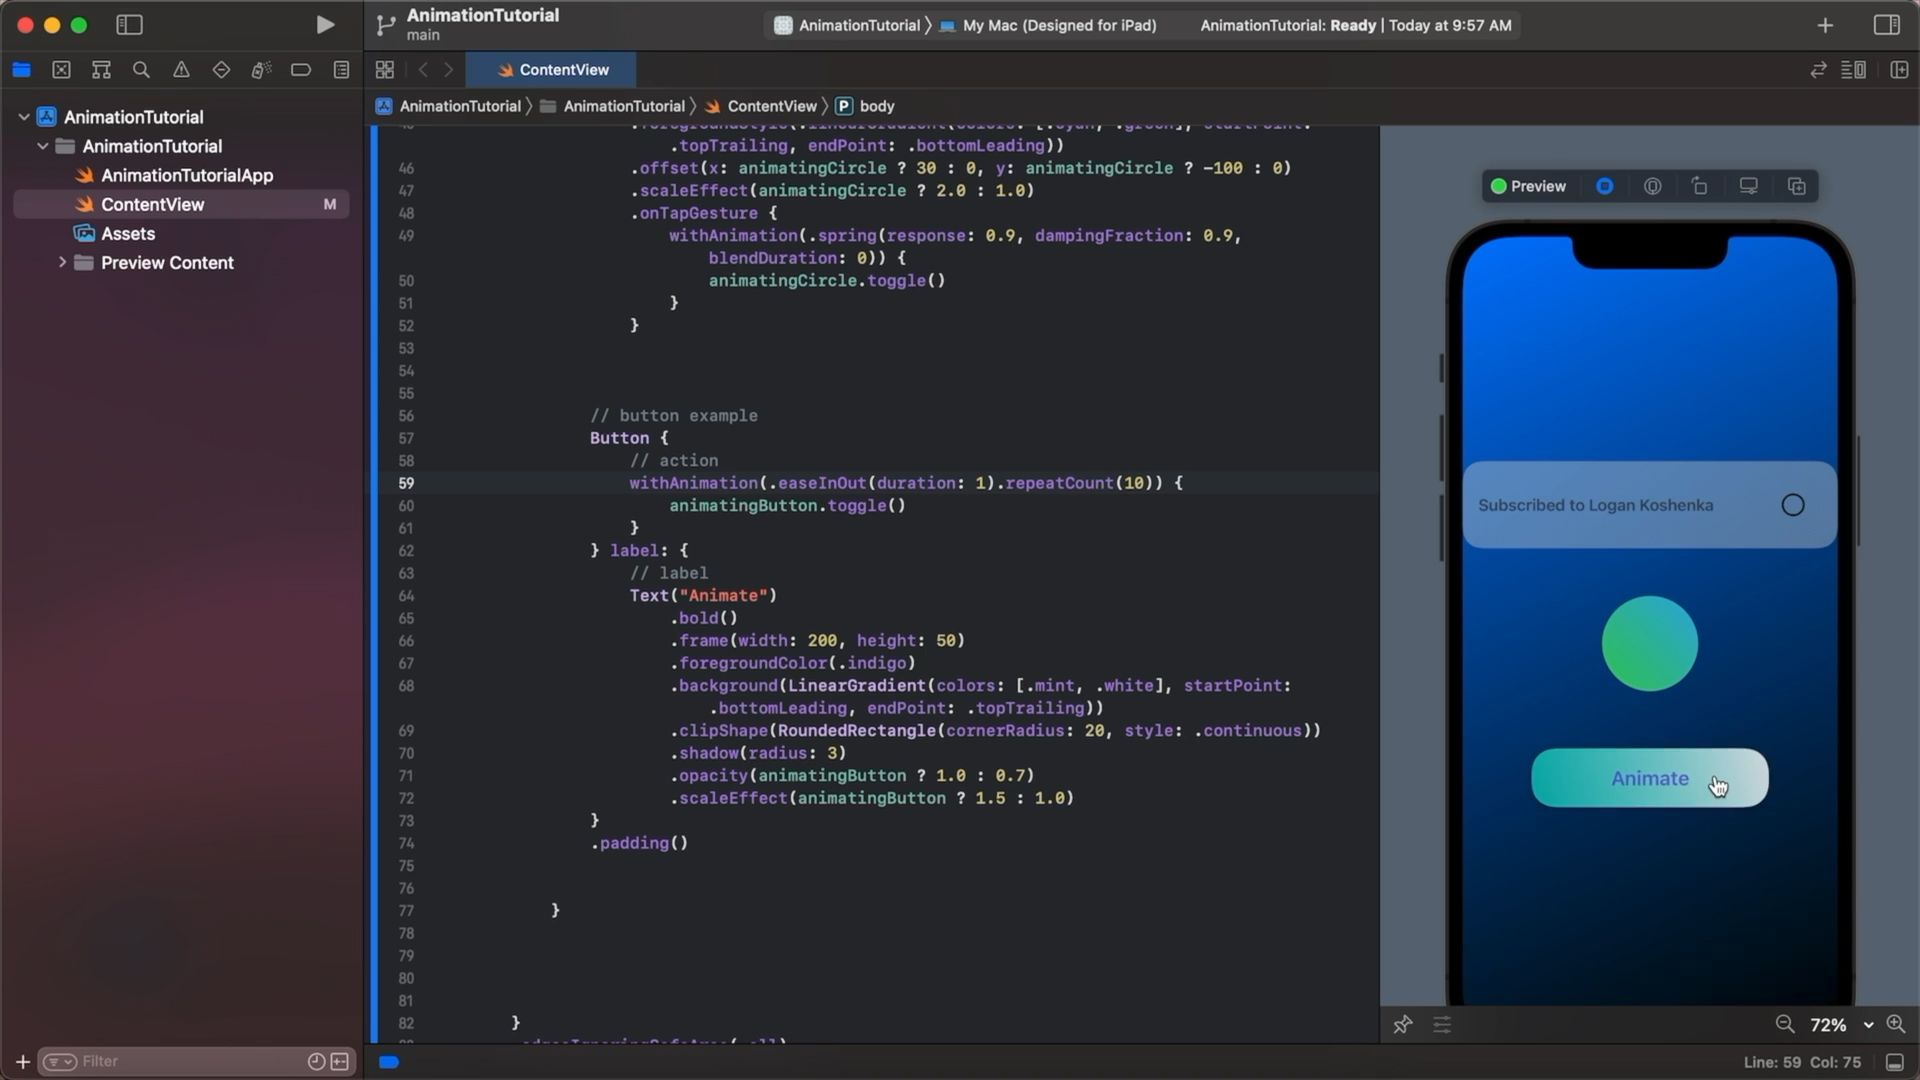 AnimationTutorial
main
AnimationTutorial 〉 My Mac (Designed for iPad)
AnimationTutorial: Ready | Today at 9:57 AM
ContentView
AnimationTutorial 〉 AnimationTutorial 〉 ContentView 〉 P body
AnimationTutorial
AnimationTutorial
AnimationTutorialApp
ContentView M
Assets
Preview Content
.topTrailing, endPoint: .bottomLeading))
46 .offset(x: animatingCircle ? 30 : 0, y: animatingCircle ? -100 : 0)
47 .scaleEffect(animatingCircle ? 2.0 : 1.0)
48 .onTapGesture {
49 withAnimation(.spring(response: 0.9, dampingFraction: 0.9,
blendDuration: 0)) {
50 animatingCircle.toggle()
51 }
52 }
53
54
55
56 // button example
57 Button {
58 // action
59 withAnimation(.easeInOut(duration: 1).repeatCount(10)) {
60 animatingButton.toggle()
61 }
62 } label: {
63 // label
64 Text("Animate")
65 .bold()
66 .frame(width: 200, height: 50)
67 .foregroundColor(.indigo)
68 .background(LinearGradient(colors: [.mint, .white], startPoint:
.bottomLeading, endPoint: .topTrailing))
69 .clipShape(RoundedRectangle(cornerRadius: 20, style: .continuous))
70 .shadow(radius: 3)
71 .opacity(animatingButton ? 1.0 : 0.7)
72 .scaleEffect(animatingButton ? 1.5 : 1.0)
73 }
74 .padding()
75
76
77 }
78
79
80
81
82 }
Preview
Subscribed to Logan Koshenka
Animate
72%
Filter
Line: 59 Col: 75